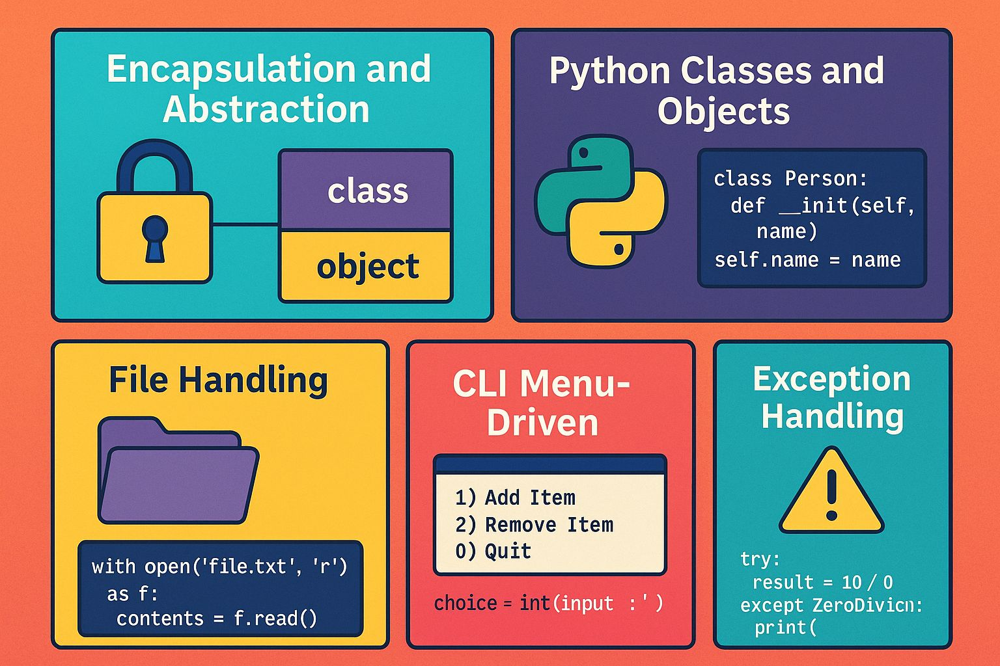 Encapsulation and
Abstraction
class
object
Python Classes and
Objects
class Person:
def __init(self,
name)
self.name = name
File Handling
with open('file.txt', 'r')
as f:
contents = f.read()
CLI Menu-
Driven
1) Add Item
2) Remove Item
0) Quit
choice = int(input :' )
Exception
Handling
try:
result = 10 / 0
except ZeroDivicn:
print(